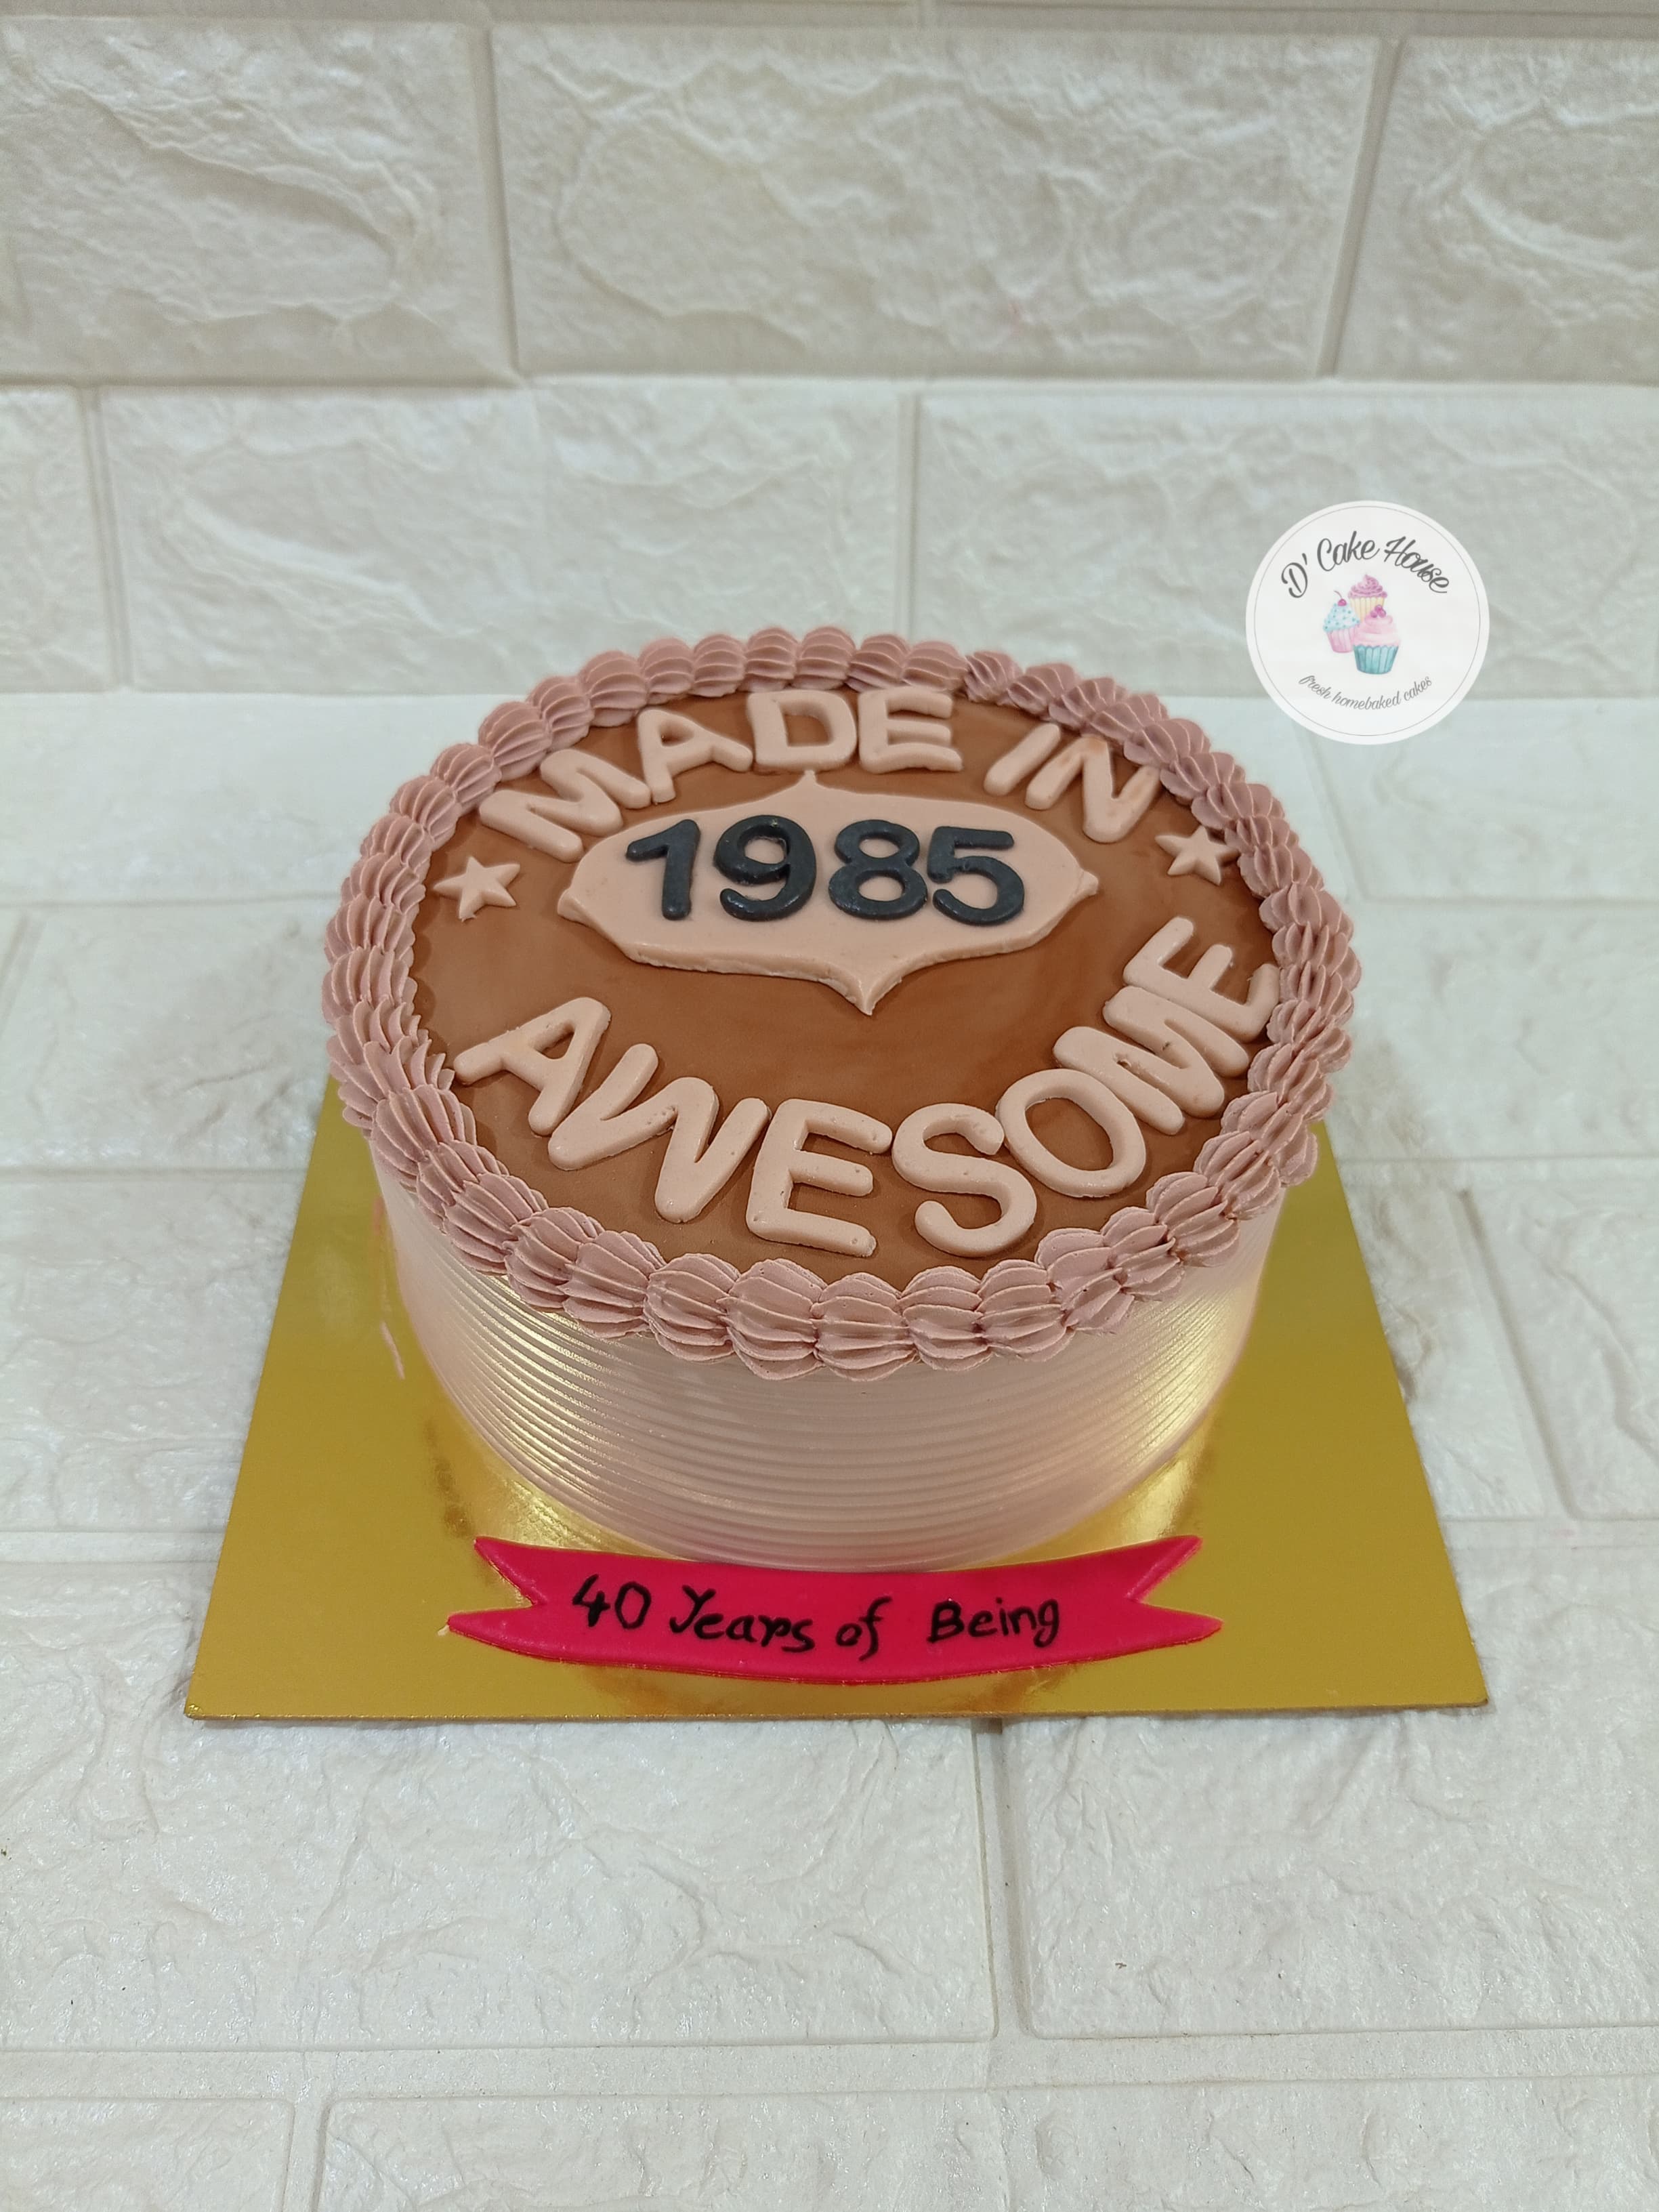 D' Cake House
fresh homebaked cakes
MADE IN
1985
AWESOME
40 Years of Being